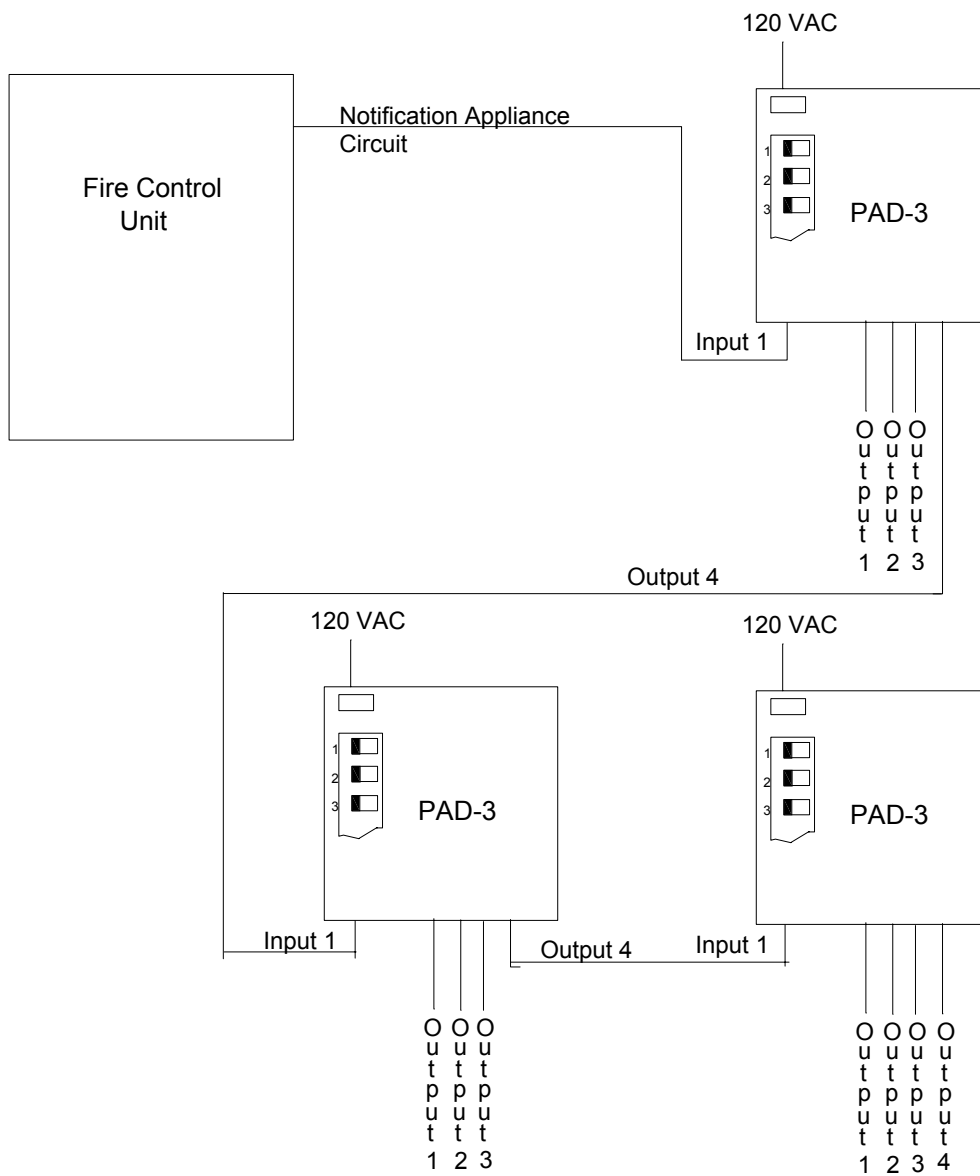 120 VAC
Notification Appliance
Circuit
Fire Control
Unit
1
2
3
PAD-3
Input 1
Output 1
Output 2
Output 3
Output 4
120 VAC
1
2
3
PAD-3
Input 1
Output 1
Output 2
Output 3
Output 4
120 VAC
1
2
3
PAD-3
Input 1
Output 1
Output 2
Output 3
Output 4